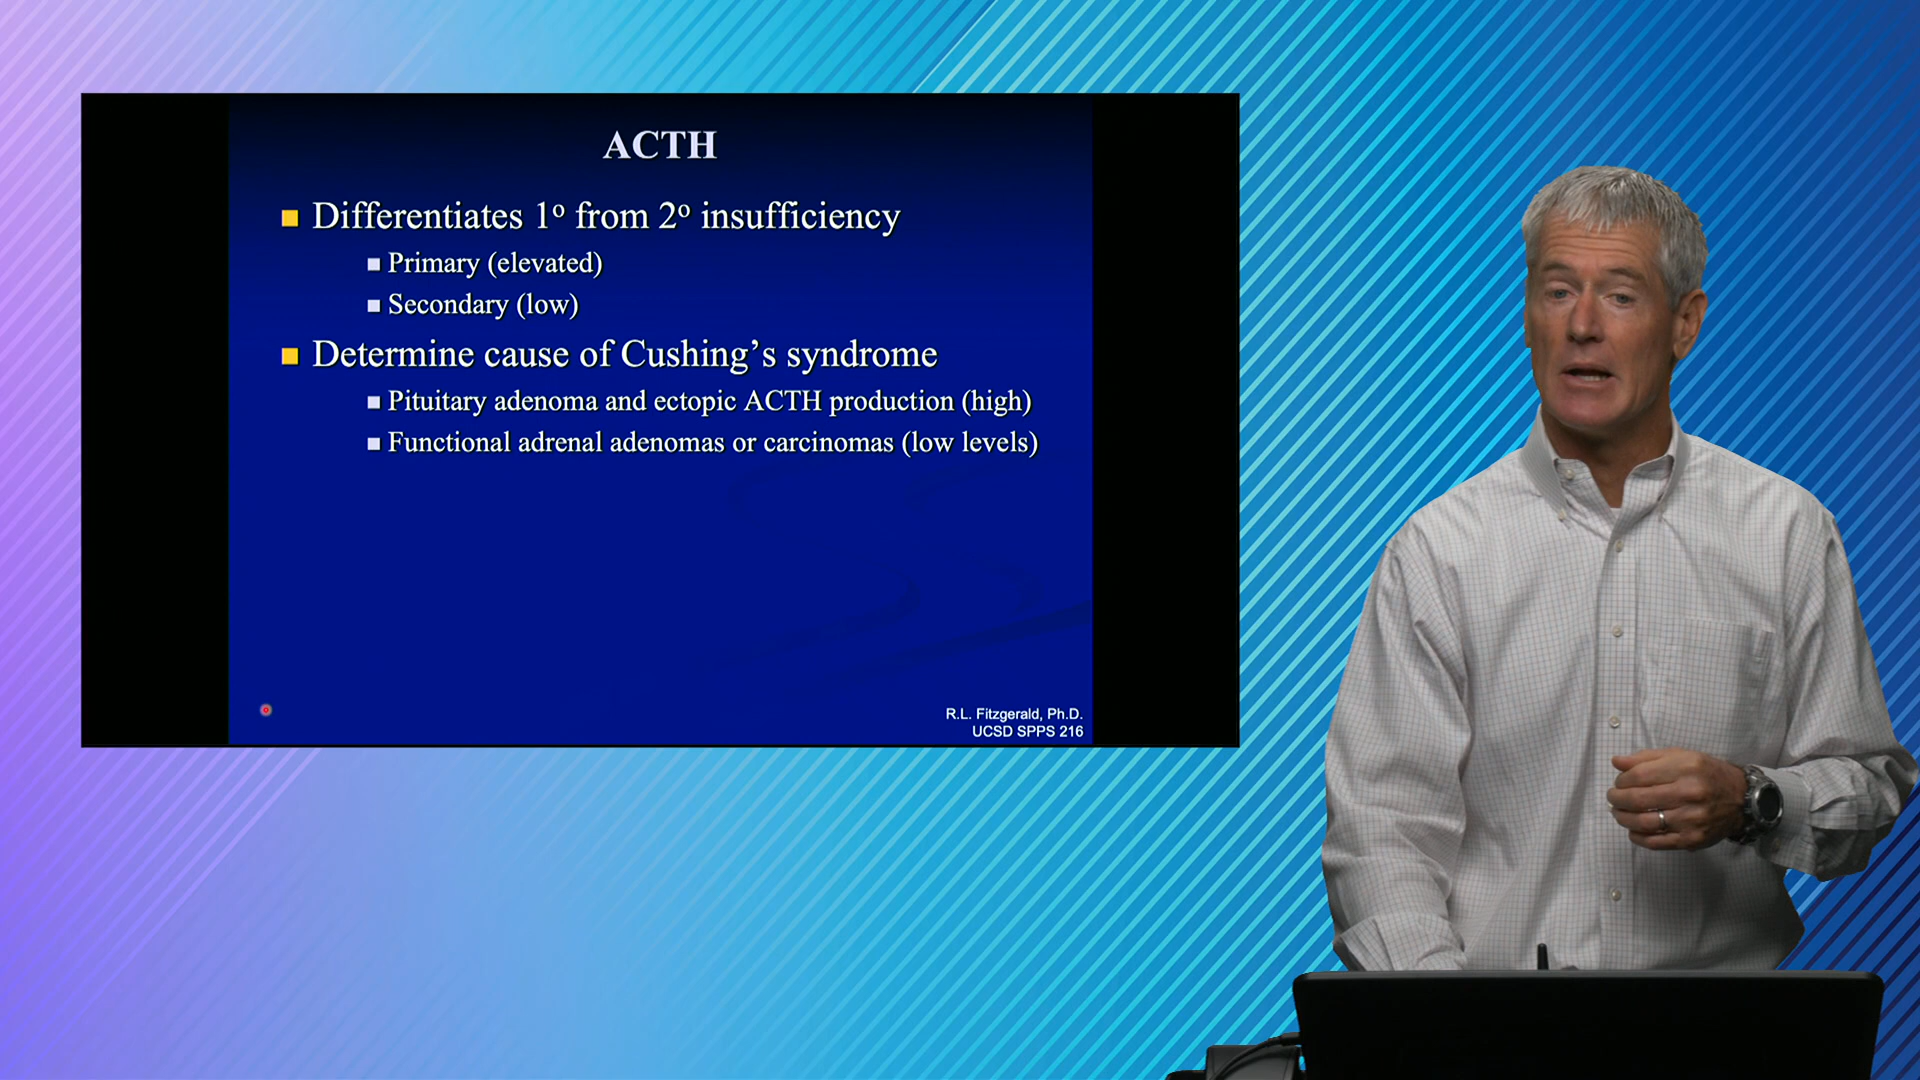 ACTH
Differentiates 1º from 2º insufficiency
Primary (elevated)
Secondary (low)
Determine cause of Cushing’s syndrome
Pituitary adenoma and ectopic ACTH production (high)
Functional adrenal adenomas or carcinomas (low levels)
R.L. Fitzgerald, Ph.D.
UCSD SPPS 216